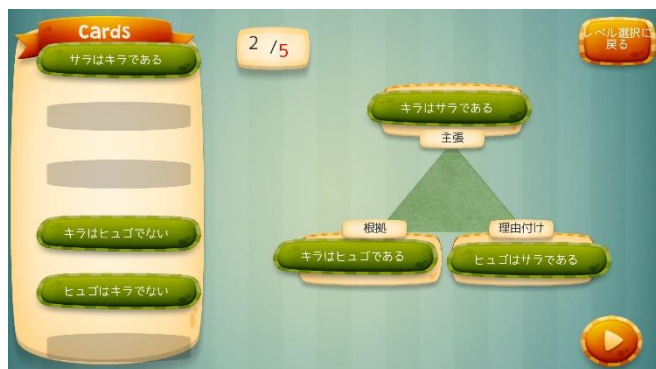 Cards
サラはキラである
キラはヒュゴでない
ヒュゴはキラでない
2 /5
レベル選択に
戻る
キラはサラである
主張
根拠
理由付け
キラはヒュゴである
ヒュゴはサラである